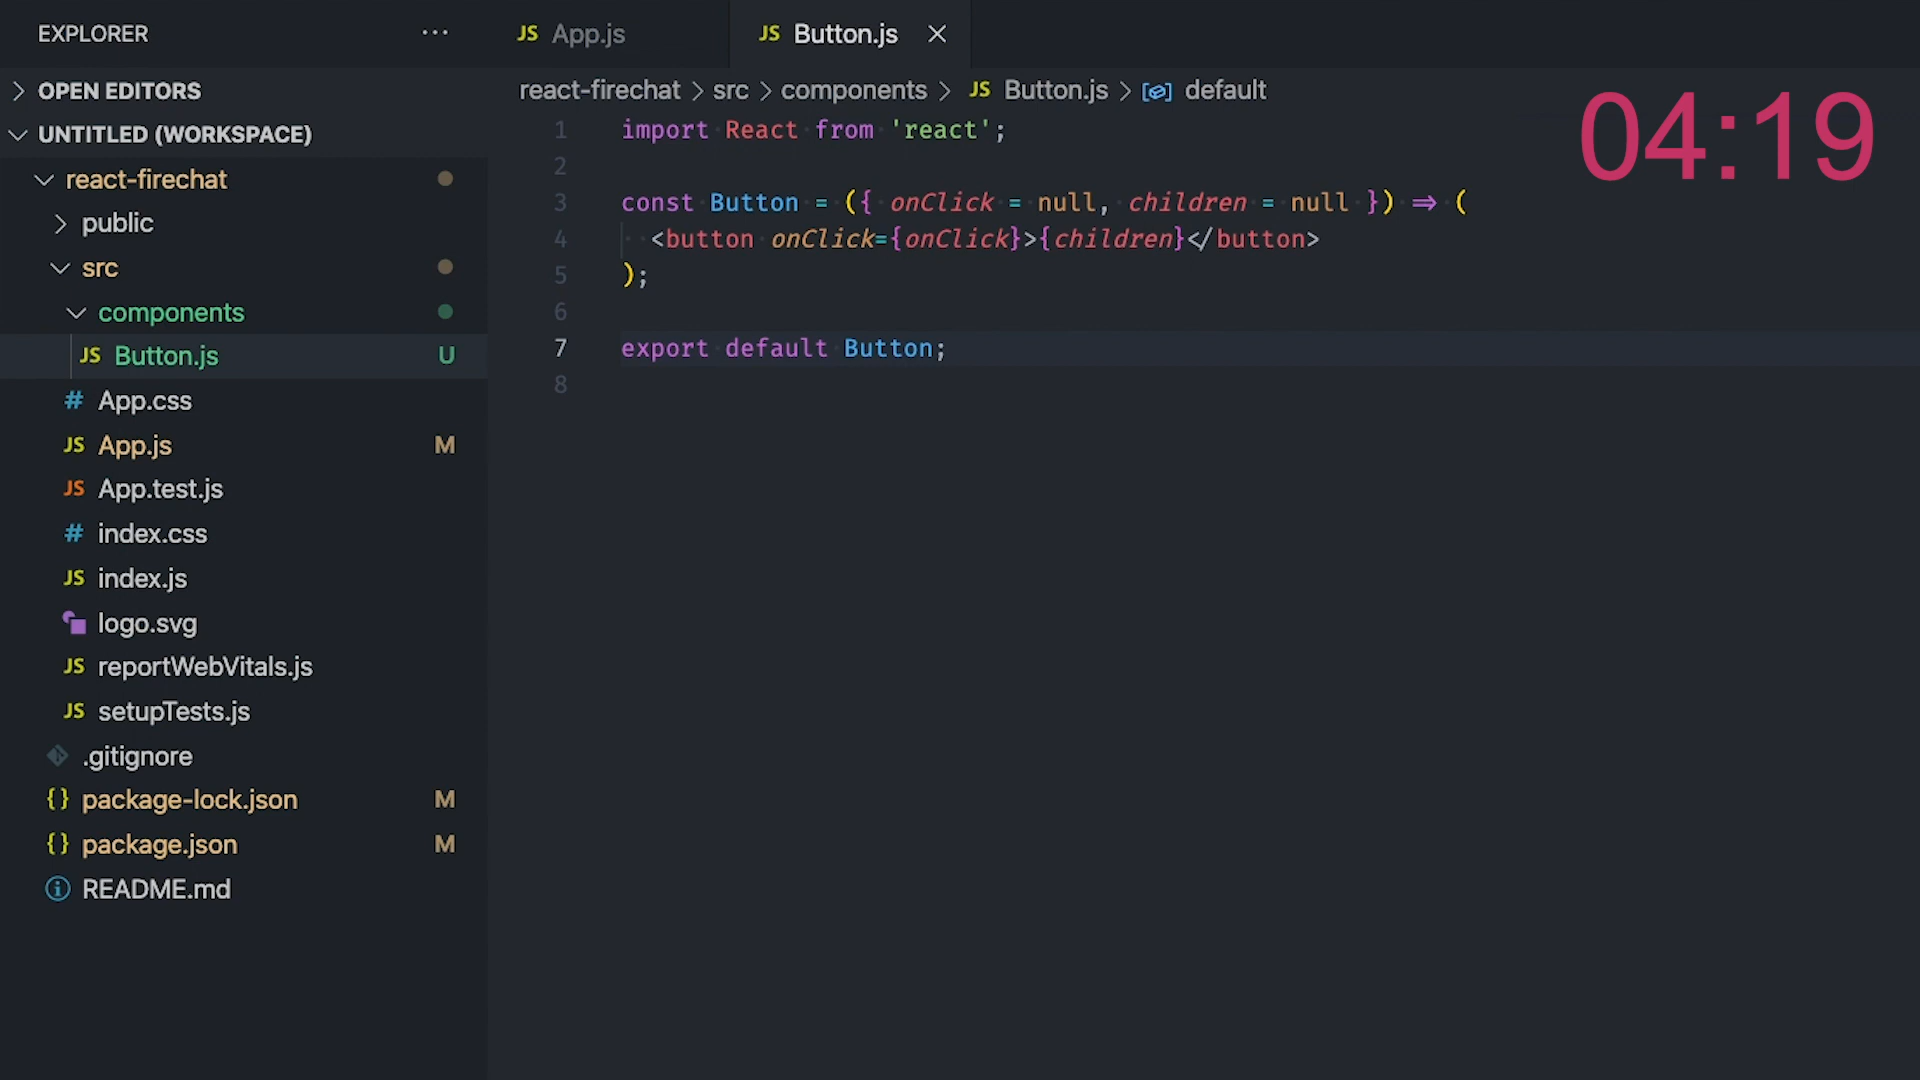 EXPLORER
...
OPEN EDITORS
UNTITLED (WORKSPACE)
react-firechat
public
src
components
JS Button.js U
# App.css
JS App.js M
JS App.test.js
# index.css
JS index.js
logo.svg
JS reportWebVitals.js
JS setupTests.js
.gitignore
{} package-lock.json M
{} package.json M
README.md
JS App.js
JS Button.js
react-firechat > src > components > JS Button.js > default
1 import React from 'react';
2
3 const Button = ({ onClick = null, children = null }) => (
4 <button onClick={onClick}>{children}</button>
5 );
6
7 export default Button;
8
04:19